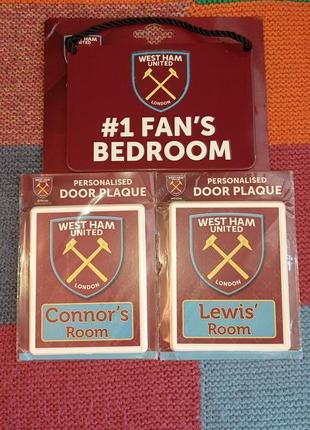 WEST HAM
UNITED
LONDON
#1 FAN'S
BEDROOM
PERSONALISED
DOOR PLAQUE
WEST HAM
UNITED
LONDON
Connor's
Room
PERSONALISED
DOOR PLAQUE
WEST HAM
UNITED
LONDON
Lewis'
Room